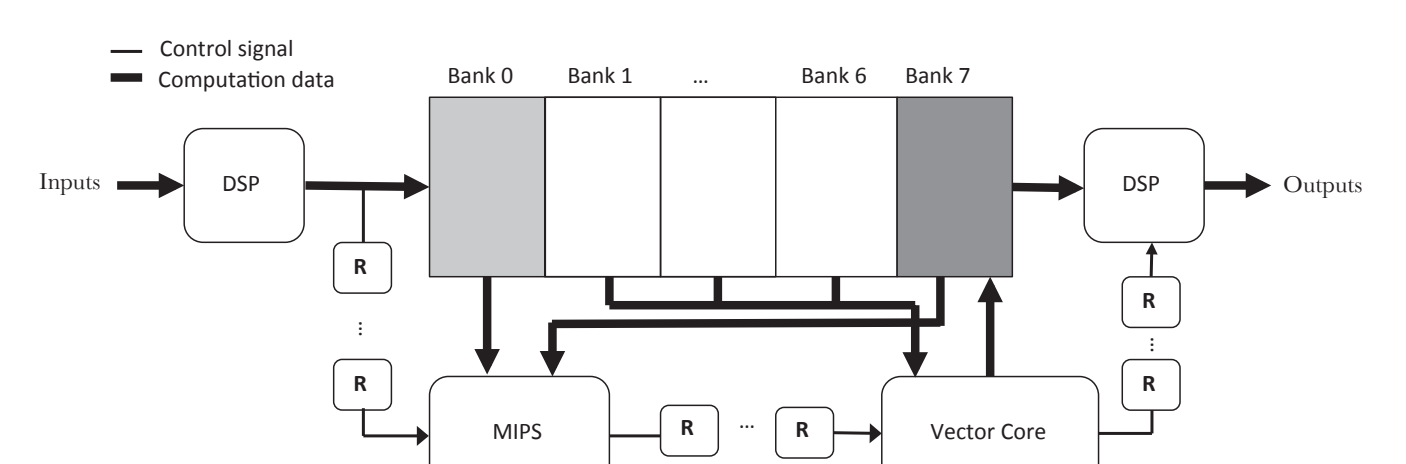 Control signal
Computation data
Bank 0 Bank 1 ... Bank 6 Bank 7
Inputs DSP DSP Outputs
R
R
...
...
R
R
MIPS R ... R Vector Core